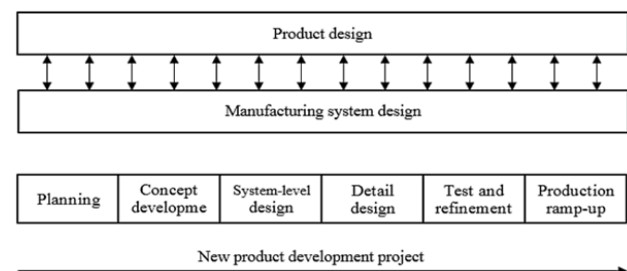 Product design
Manufacturing system design
Planning
Concept
developme
System-level
design
Detail
design
Test and
refinement
Production
ramp-up
New product development project